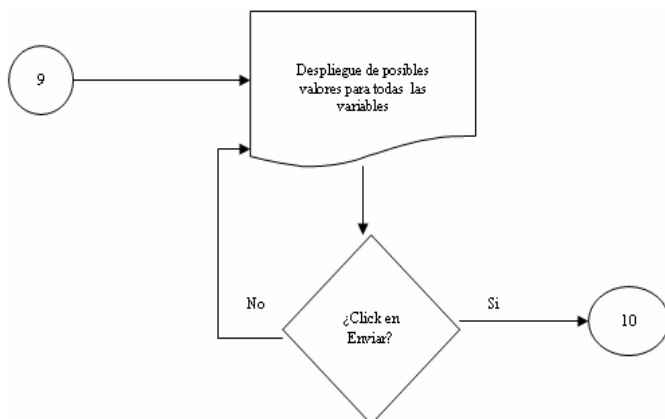 9
Despliegue de posibles
valores para todas las
variables
No
Si
¿Click en
Enviar?
10